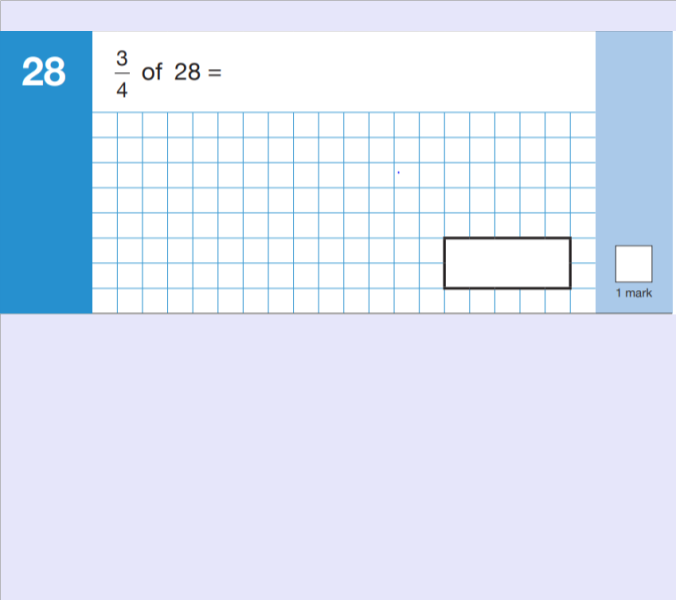 28
3/4 of 28 =
1 mark